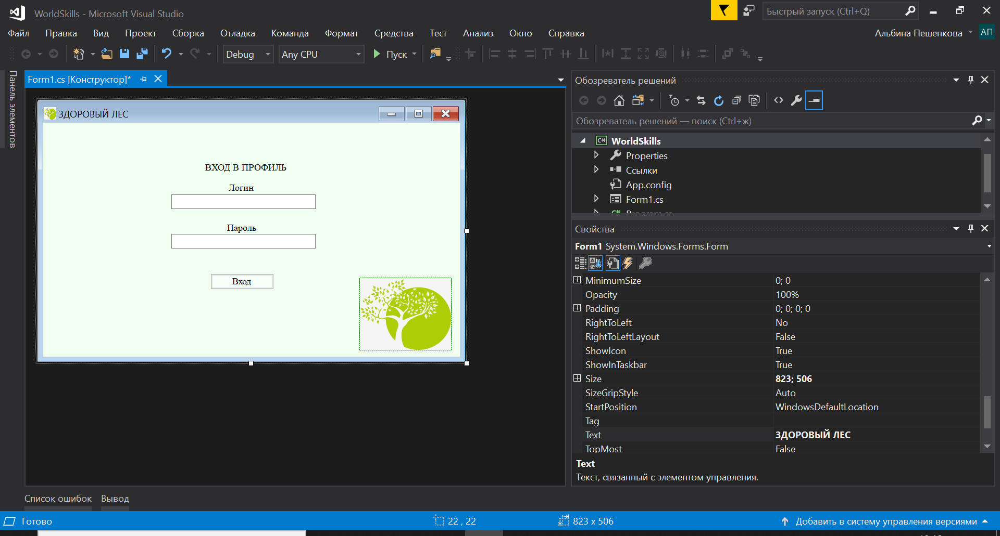 WorldSkills - Microsoft Visual Studio
Быстрый запуск (Ctrl+Q)
Файл Правка Вид Проект Сборка Отладка Команда Формат Средства Тест Анализ Окно Справка
Альбина Пешенкова АП
Debug Any CPU Пуск
Панель элементов
Form1.cs [Конструктор]*
ЗДОРОВЫЙ ЛЕС
ВХОД В ПРОФИЛЬ
Логин
Пароль
Вход
Обозреватель решений
Обозреватель решений — поиск (Ctrl+ж)
C# WorldSkills
Properties
Ссылки
App.config
Form1.cs
C# Program.cs
Свойства
Form1 System.Windows.Forms.Form
MinimumSize 0; 0
Opacity 100%
Padding 0; 0; 0; 0
RightToLeft No
RightToLeftLayout False
ShowIcon True
ShowInTaskbar True
Size 823; 506
SizeGripStyle Auto
StartPosition WindowsDefaultLocation
Tag
Text ЗДОРОВЫЙ ЛЕС
TopMost False
Text
Текст, связанный с элементом управления.
Список ошибок Вывод
Готово 22 , 22 823 x 506 Добавить в систему управления версиями